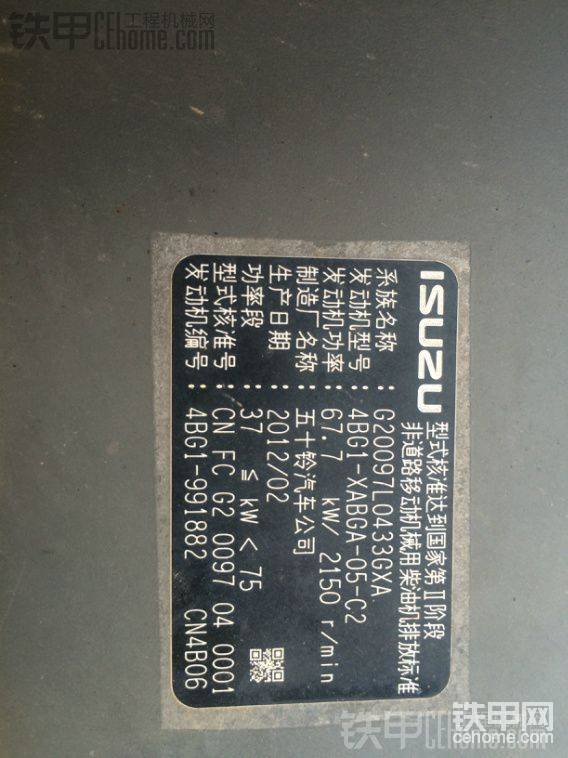 铁甲 工程机械网
CEhome.com
ISUZU
型式核准达到国家第Ⅱ阶段
非道路移动机械用柴油机排放标准
系族名称：G20097L0433GXA
发动机型号：4BG1-XABGA-05-C2
发动机功率：67.7 kW/ 2150 r/min
制造厂名称：五十铃汽车公司
生产日期：2012/02
功率段：37 ≦ kW < 75
型式核准号：CN FC G2 0097 04 0001
发动机编号：4BG1-991882 CN4B06
铁甲 CEhome.com
铁甲网
cehome.com